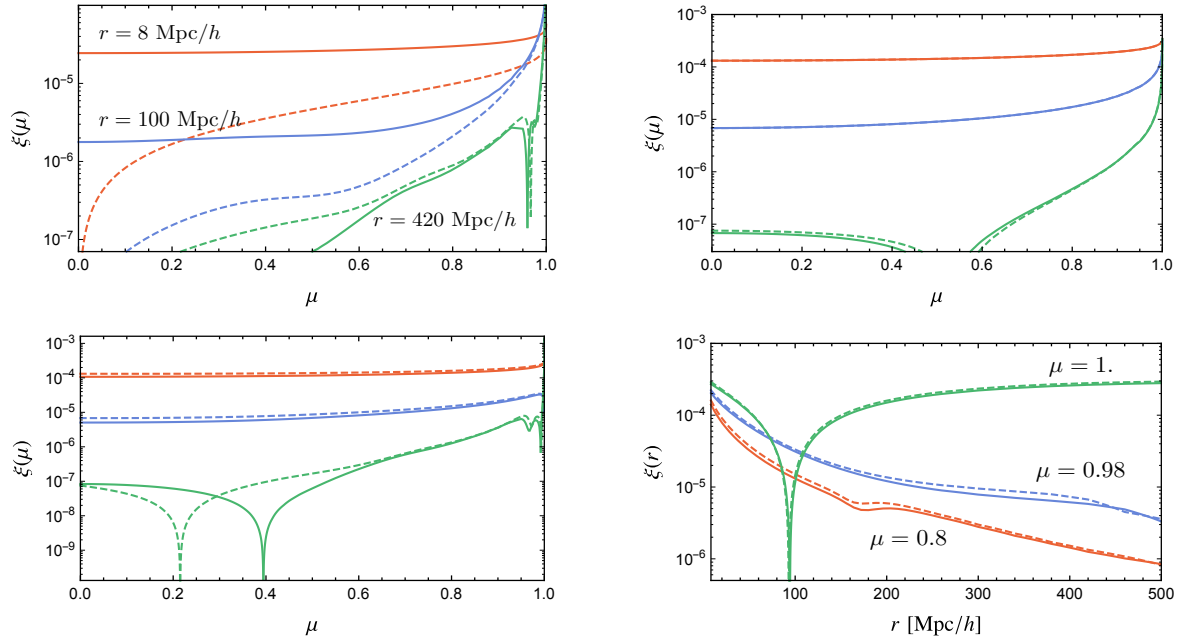 r = 8 Mpc/h
r = 100 Mpc/h
r = 420 Mpc/h
10⁻⁵
10⁻⁶
10⁻⁷
ξ(μ)
0.0 0.2 0.4 0.6 0.8 1.0
μ
10⁻³
10⁻⁴
10⁻⁵
10⁻⁶
10⁻⁷
ξ(μ)
0.0 0.2 0.4 0.6 0.8 1.0
μ
10⁻³
10⁻⁴
10⁻⁵
10⁻⁶
10⁻⁷
10⁻⁸
10⁻⁹
ξ(μ)
0.0 0.2 0.4 0.6 0.8 1.0
μ
μ = 1.
μ = 0.98
μ = 0.8
10⁻³
10⁻⁴
10⁻⁵
10⁻⁶
ξ(r)
100 200 300 400 500
r [Mpc/h]